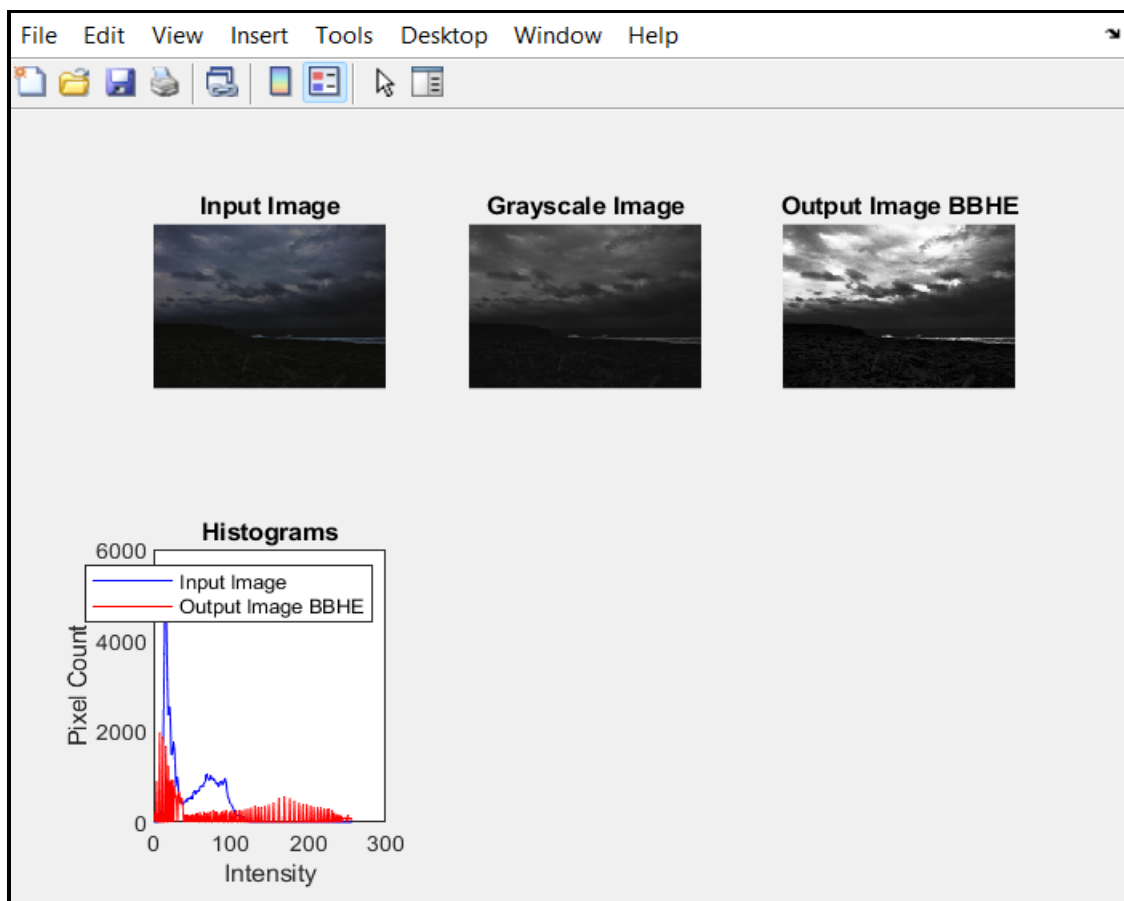 File Edit View Insert Tools Desktop Window Help
Input Image
Grayscale Image
Output Image BBHE
Histograms
6000
4000
2000
0
Pixel Count
Input Image
Output Image BBHE
0 100 200 300
Intensity